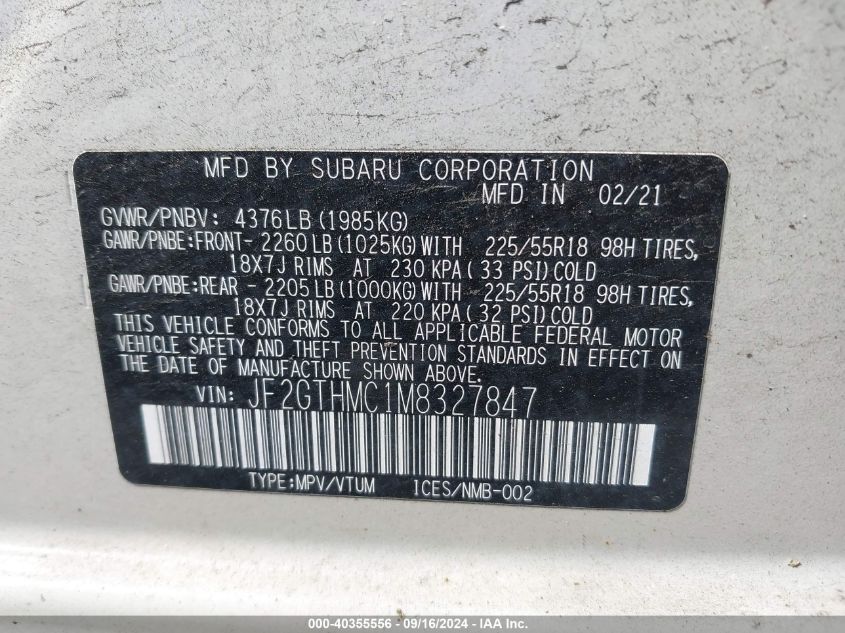 MFD BY SUBARU CORPORATION
MFD IN 02/21
GVWR/PNBV: 4376LB (1985KG)
GAWR/PNBE:FRONT- 2260 LB (1025KG) WITH 225/55R18 98H TIRES,
18X7J RIMS AT 230 KPA ( 33 PSI) COLD
GAWR/PNBE:REAR - 2205 LB (1000KG) WITH 225/55R18 98H TIRES,
18X7J RIMS AT 220 KPA ( 32 PSI) COLD
THIS VEHICLE CONFORMS TO ALL APPLICABLE FEDERAL MOTOR
VEHICLE SAFETY AND THEFT PREVENTION STANDARDS IN EFFECT ON
THE DATE OF MANUFACTURE SHOWN ABOVE.
VIN: JF2GTHMC1M8327847
TYPE:MPV/VTUM ICES/NMB-002
000-40355556 - 09/16/2024 - IAA Inc.